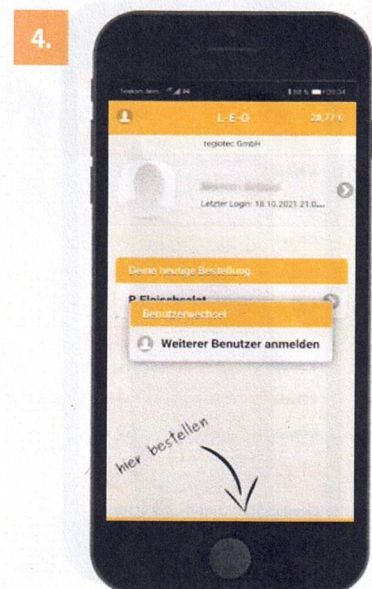 4.
L-E-O
28,77 €
regiotec GmbH
Letzter Login: 18.10.2021 21:0...
Deine heutige Bestellung
P Fleischsalat
Benutzerwechsel
Weiterer Benutzer anmelden
hier bestellen